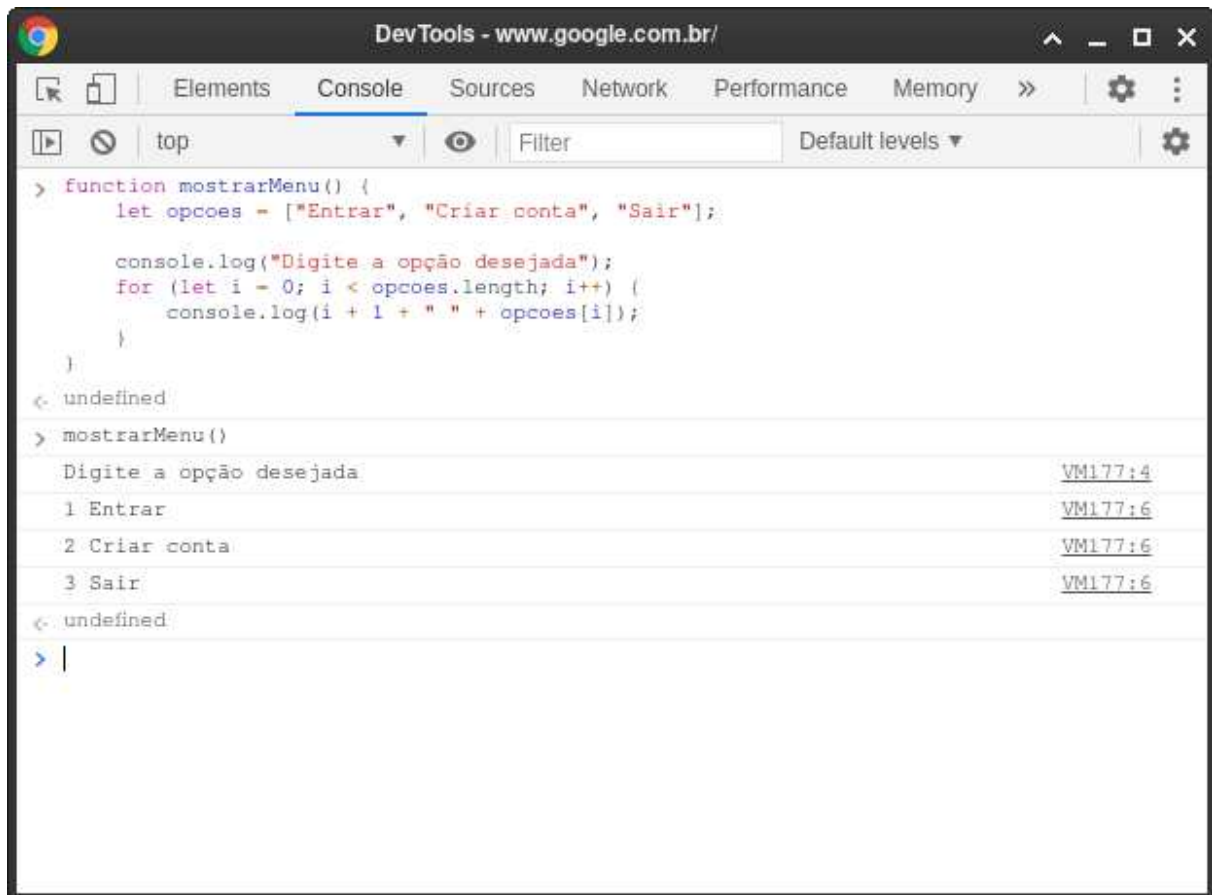 DevTools - www.google.com.br/
Elements Console Sources Network Performance Memory »
top Filter Default levels
> function mostrarMenu() {
let opcoes = ["Entrar", "Criar conta", "Sair"];
console.log("Digite a opção desejada");
for (let i = 0; i < opcoes.length; i++) {
console.log(i + 1 + " " + opcoes[i]);
}
}
undefined
> mostrarMenu()
Digite a opção desejada VM177:4
1 Entrar VM177:6
2 Criar conta VM177:6
3 Sair VM177:6
undefined
>